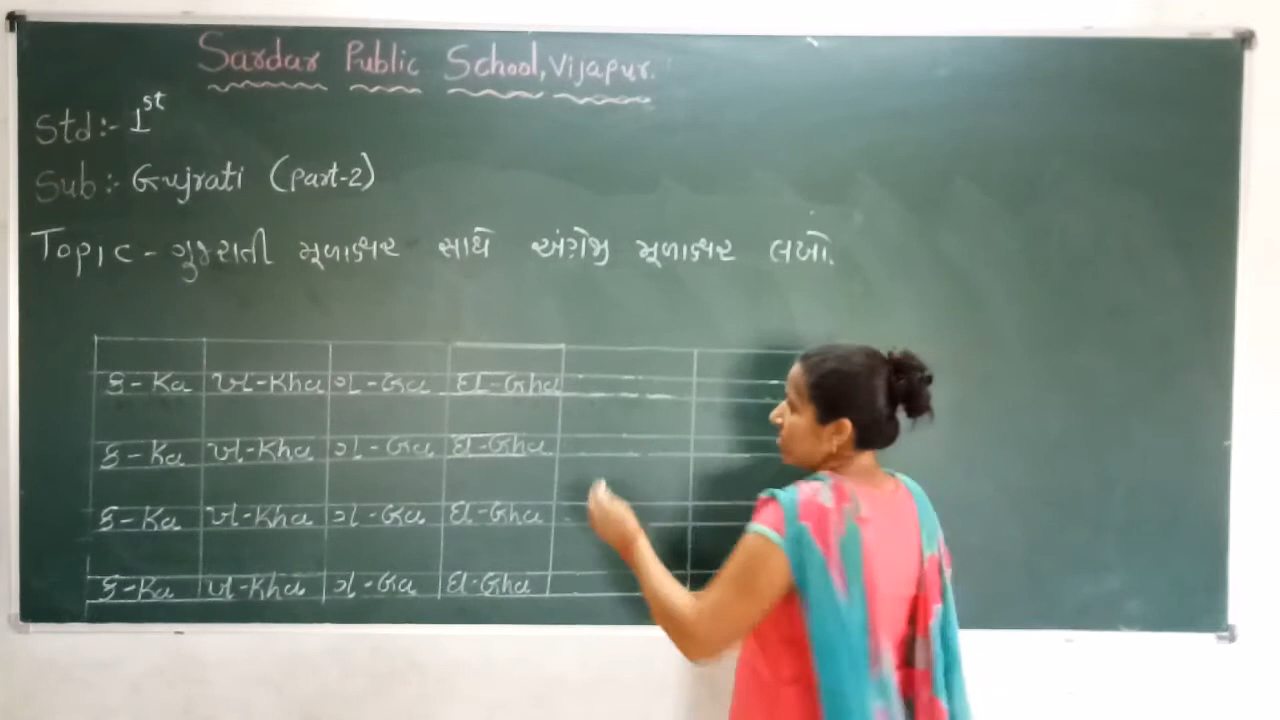 Sardar Public School, Vijapur.
Std:- 1st
Sub:- Gujrati (Part-2)
Topic - ગુજરાતી મૂળાક્ષર સાથે અંગ્રેજી મૂળાક્ષર લખો.
ક-Ka ખ-Kha ગ-Ga ઘ-Gha
ક-Ka ખ-Kha ગ-Ga ઘ-Gha
ક-Ka ખ-Kha ગ-Ga ઘ-Gha
ક-Ka ખ-Kha ગ-Ga ઘ-Gha